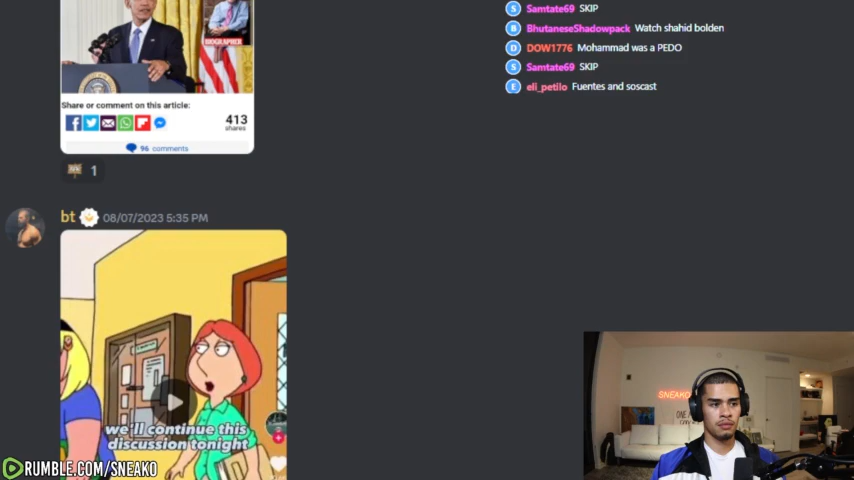 BIOGRAPHER
Share or comment on this article:
413
shares
96 comments
1
bt 08/07/2023 5:35 PM
we'll continue this
discussion tonight
Samtate69 SKIP
BhutaneseShadowpack Watch shahid bolden
DOW1776 Mohammad was a PEDO
Samtate69 SKIP
eli_petilo Fuentes and soscast
SNEAKO
RUMBLE.COM/SNEAKO